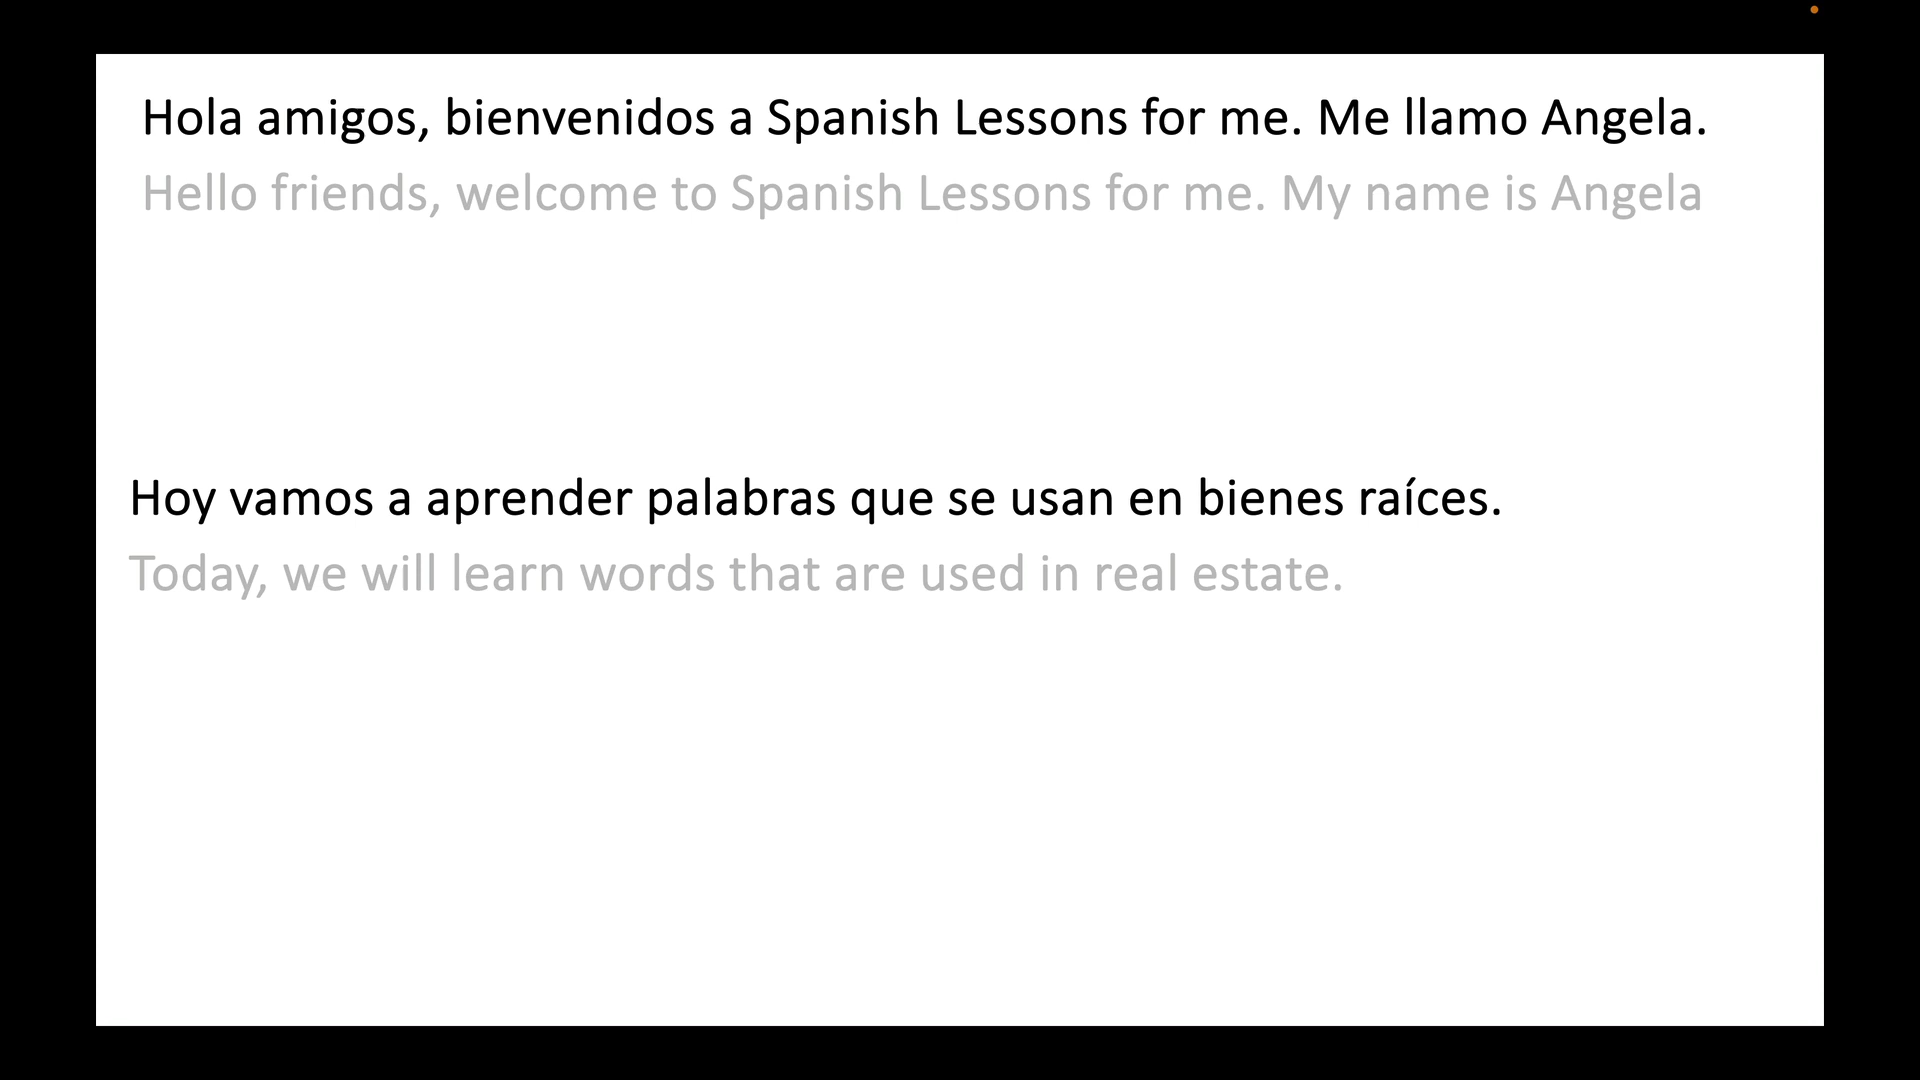 Hola amigos, bienvenidos a Spanish Lessons for me. Me llamo Angela.
Hello friends, welcome to Spanish Lessons for me. My name is Angela
Hoy vamos a aprender palabras que se usan en bienes raíces.
Today, we will learn words that are used in real estate.